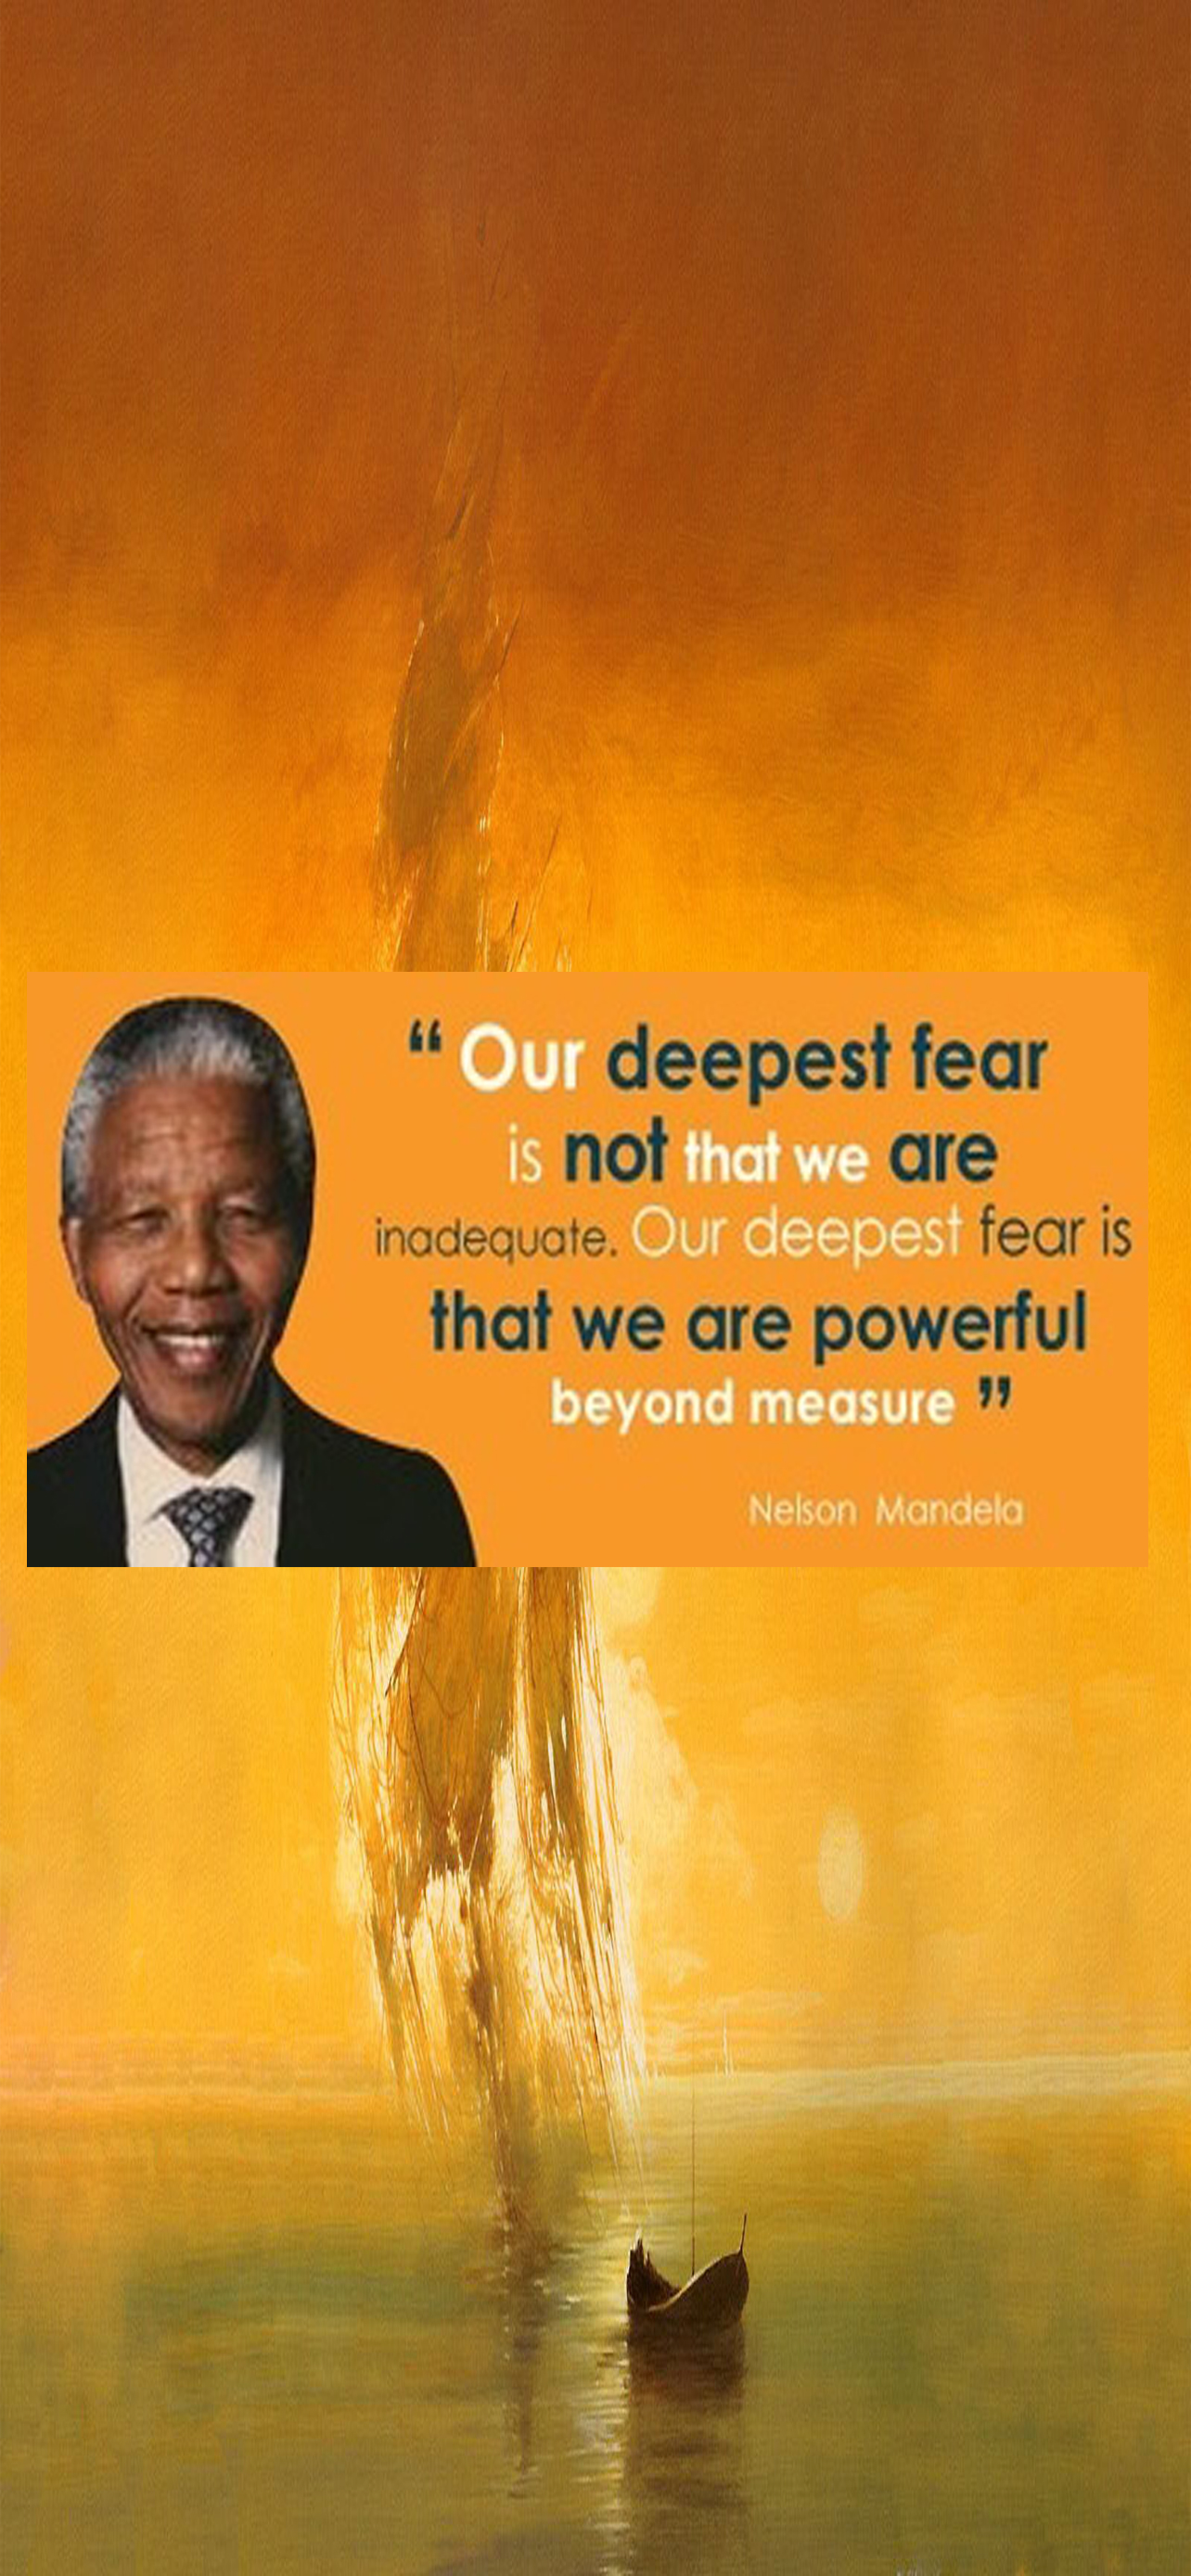 “ Our deepest fear
is not that we are
inadequate. Our deepest fear is
that we are powerful
beyond measure ”
Nelson Mandela